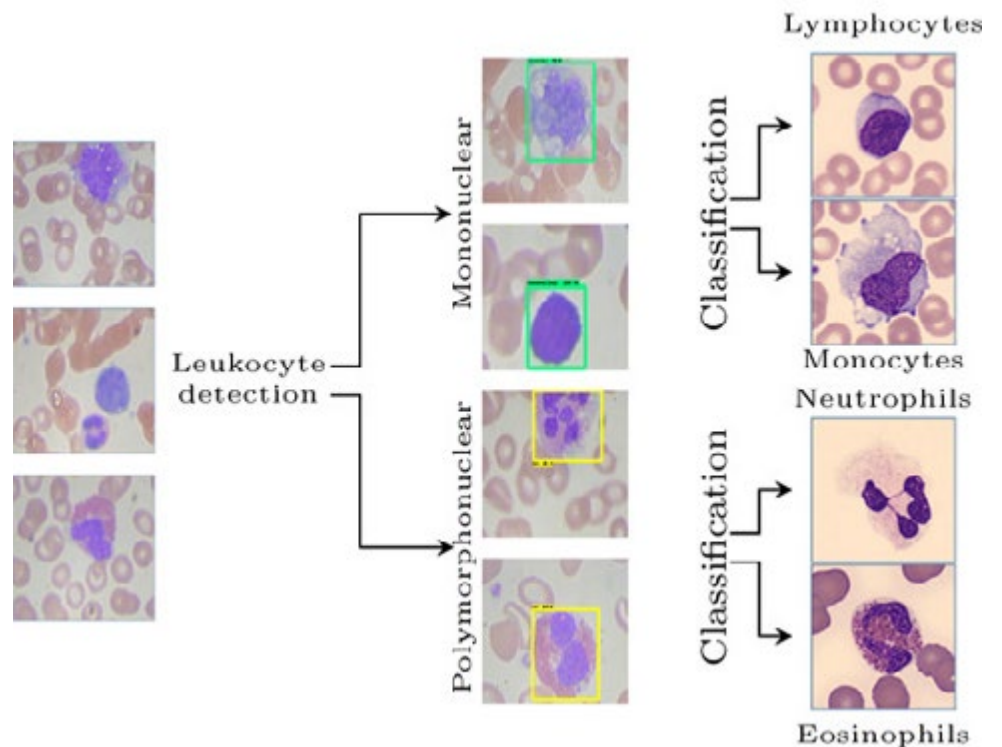 Leukocyte
detection
Mononuclear
Polymorphonuclear
Classification
Classification
Lymphocytes
Monocytes
Neutrophils
Eosinophils